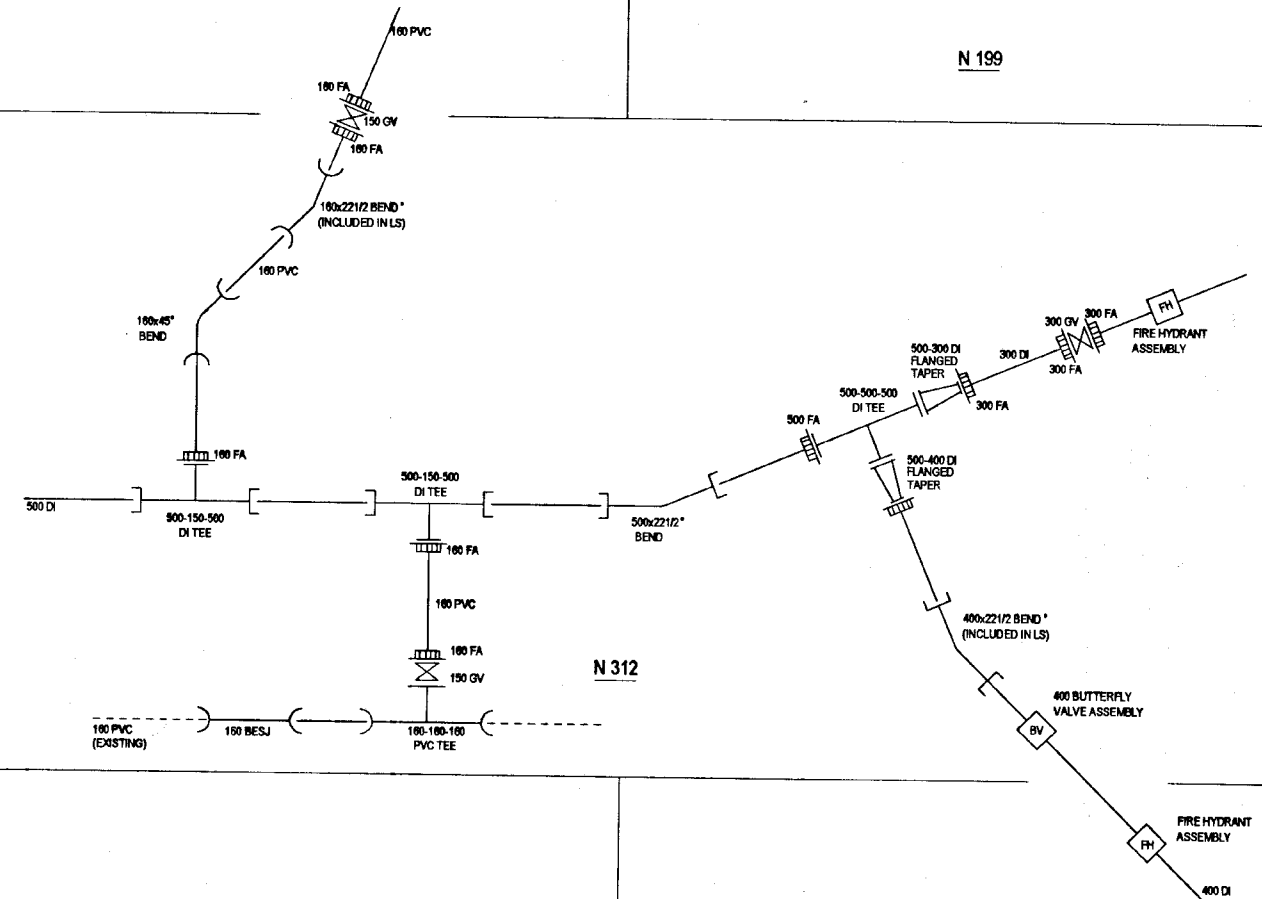 160 PVC
N 199
160 FA
150 GV
160 FA
160x221/2 BEND°
(INCLUDED IN LS)
160 PVC
160x45°
BEND
300 GV
300 FA
FH
FIRE HYDRANT
ASSEMBLY
300 FA
300 DI
500-300 DI
FLANGED
TAPER
300 FA
500-500-500
DI TEE
500 FA
500-400 DI
FLANGED
TAPER
160 FA
500 DI
500-150-500
DI TEE
500-150-500
DI TEE
500x221/2°
BEND
160 FA
160 PVC
160 FA
150 GV
N 312
400x221/2 BEND°
(INCLUDED IN LS)
160 PVC
(EXISTING)
160 BESJ
160-160-160
PVC TEE
400 BUTTERFLY
VALVE ASSEMBLY
BV
FIRE HYDRANT
ASSEMBLY
FH
400 DI